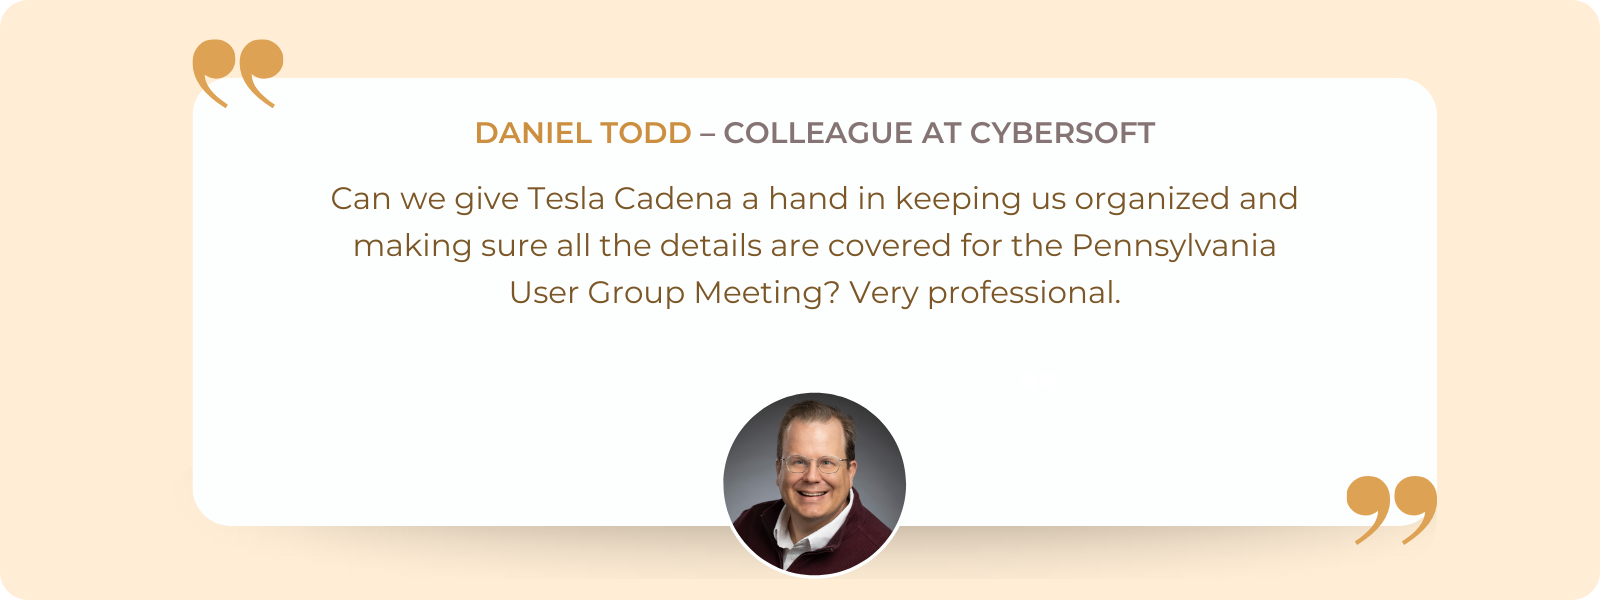 DANIEL TODD – COLLEAGUE AT CYBERSOFT
Can we give Tesla Cadena a hand in keeping us organized and
making sure all the details are covered for the Pennsylvania
User Group Meeting? Very professional.